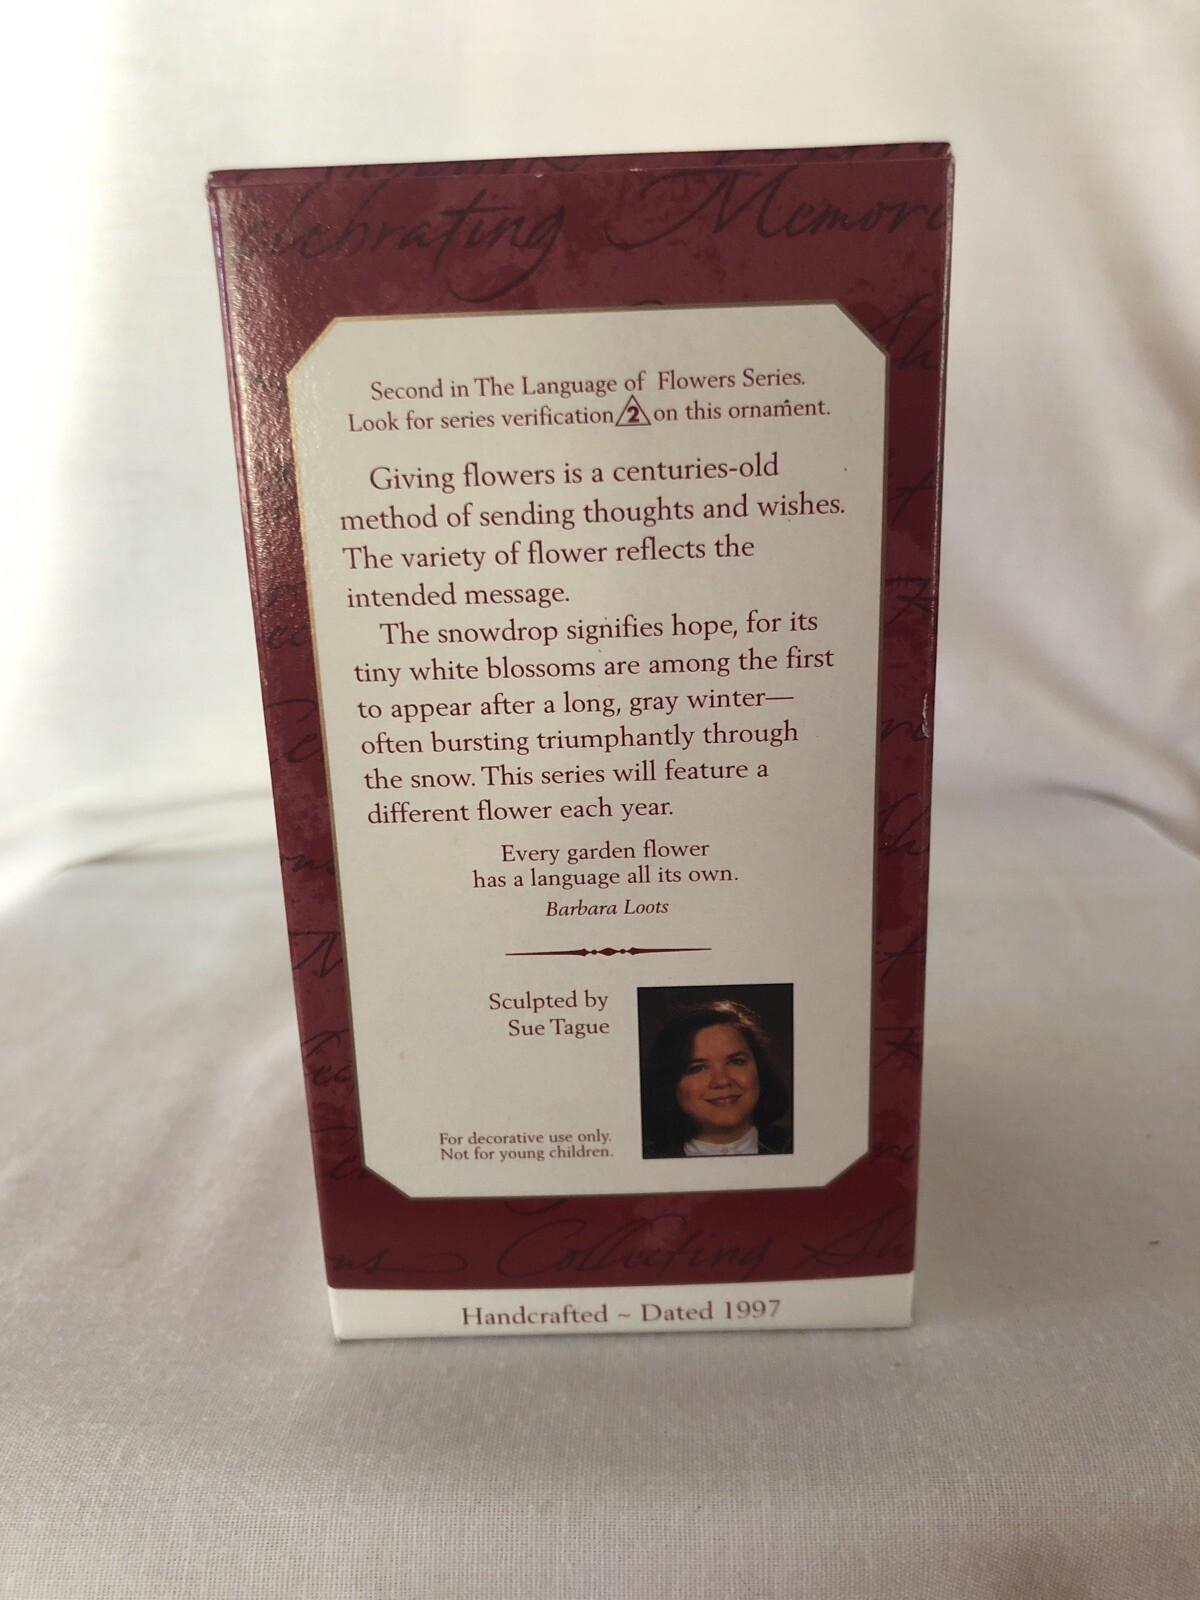 elebrating Memori
Second in The Language of Flowers Series.
Look for series verification 2 on this ornament.
Giving flowers is a centuries-old
method of sending thoughts and wishes.
The variety of flower reflects the
intended message.
The snowdrop signifies hope, for its
tiny white blossoms are among the first
to appear after a long, gray winter—
often bursting triumphantly through
the snow. This series will feature a
different flower each year.
Every garden flower
has a language all its own.
Barbara Loots
Sculpted by
Sue Tague
For decorative use only.
Not for young children.
Collecting
Handcrafted ~ Dated 1997